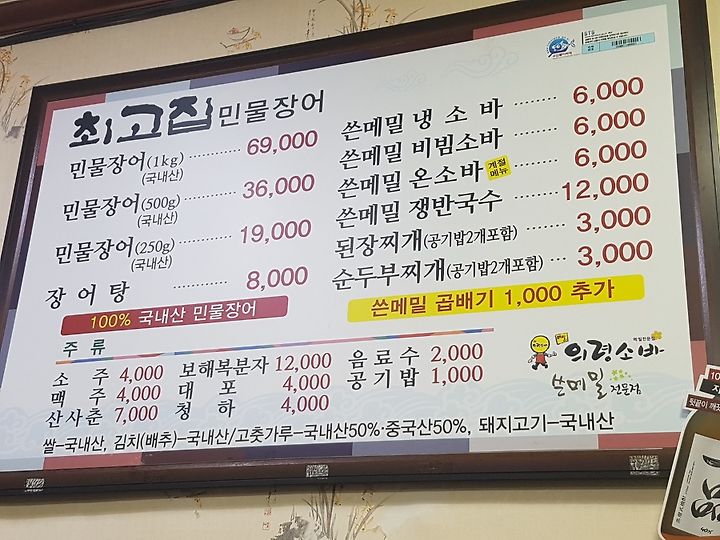 최고집 민물장어
민물장어(1kg) ........... 69,000
(국내산)
민물장어(500g) ........... 36,000
(국내산)
민물장어(250g) ........... 19,000
(국내산)
장어탕 ............ 8,000
100% 국내산 민물장어
쓴메밀 냉소바 ........ 6,000
쓴메밀 비빔소바 ........ 6,000
쓴메밀 온소바 계절메뉴 ........ 6,000
쓴메밀 쟁반국수 ........ 12,000
된장찌개(공기밥2개포함) ...... 3,000
순두부찌개(공기밥2개포함) ... 3,000
쓴메밀 곱배기 1,000 추가
주류
소주 4,000 보해복분자 12,000 음료수 2,000
맥주 4,000 대포 4,000 공기밥 1,000
산사춘 7,000 청하 4,000
메밀전문점
의령소바
쓴메밀 전문점
쌀-국내산, 김치(배추)-국내산/고춧가루-국내산50%·중국산50%, 돼지고기-국내산